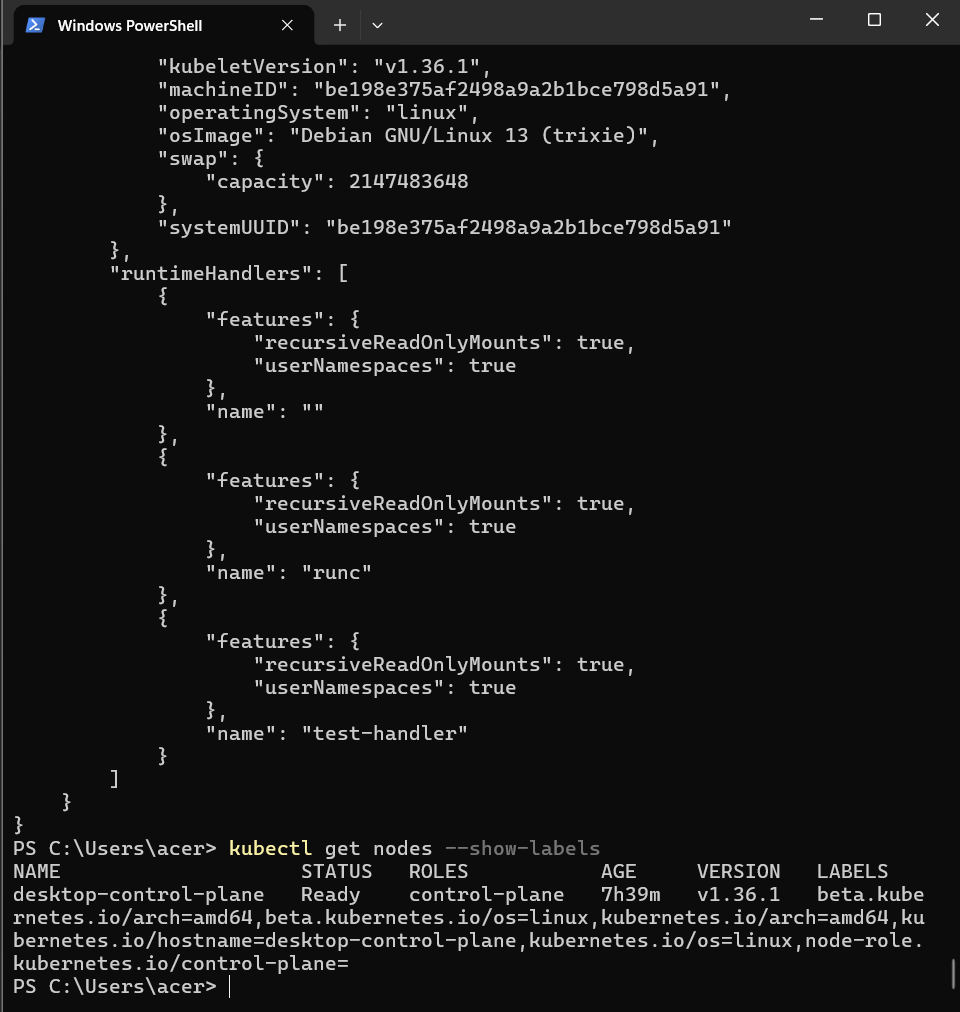 Windows PowerShell
            "kubeletVersion": "v1.36.1",
            "machineID": "be198e375af2498a9a2b1bce798d5a91",
            "operatingSystem": "linux",
            "osImage": "Debian GNU/Linux 13 (trixie)",
            "swap": {
                "capacity": 2147483648
            },
            "systemUUID": "be198e375af2498a9a2b1bce798d5a91"
        },
        "runtimeHandlers": [
            {
                "features": {
                    "recursiveReadOnlyMounts": true,
                    "userNamespaces": true
                },
                "name": ""
            },
            {
                "features": {
                    "recursiveReadOnlyMounts": true,
                    "userNamespaces": true
                },
                "name": "runc"
            },
            {
                "features": {
                    "recursiveReadOnlyMounts": true,
                    "userNamespaces": true
                },
                "name": "test-handler"
            }
        ]
    }
}
PS C:\Users\acer> kubectl get nodes --show-labels
NAME                    STATUS   ROLES           AGE     VERSION   LABELS
desktop-control-plane   Ready    control-plane   7h39m   v1.36.1   beta.kube
rnetes.io/arch=amd64,beta.kubernetes.io/os=linux,kubernetes.io/arch=amd64,ku
bernetes.io/hostname=desktop-control-plane,kubernetes.io/os=linux,node-role.
kubernetes.io/control-plane=
PS C:\Users\acer>